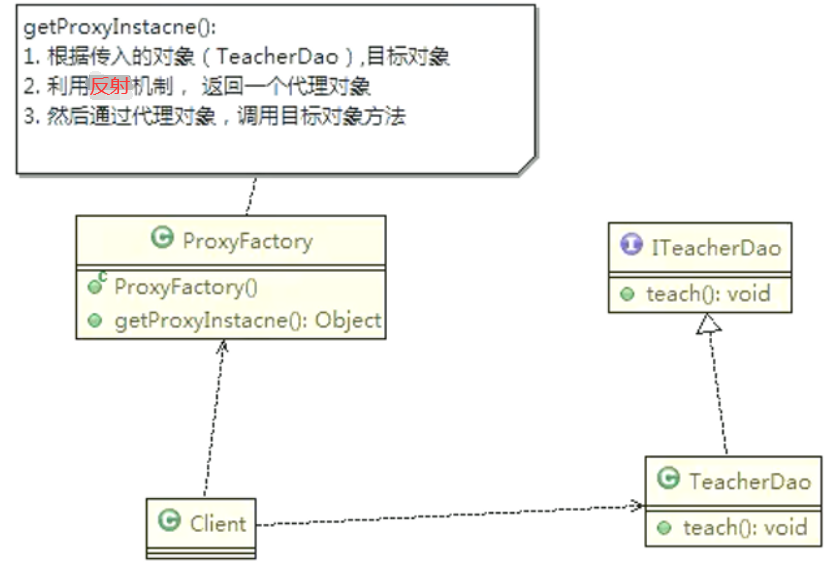 getProxyInstacne():
1. 根据传入的对象（TeacherDao）,目标对象
2. 利用反射机制， 返回一个代理对象
3. 然后通过代理对象，调用目标对象方法
C ProxyFactory
C ProxyFactory()
getProxyInstacne(): Object
I ITeacherDao
teach(): void
C Client
C TeacherDao
teach(): void